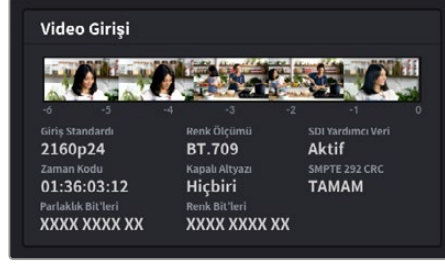 Video Girişi
-6 -5 -4 -3 -2 -1 0
Giriş Standardı Renk Ölçümü SDI Yardımcı Veri
2160p24 BT.709 Aktif
Zaman Kodu Kapalı Altyazı SMPTE 292 CRC
01:36:03:12 Hiçbiri TAMAM
Parlaklık Bit'leri Renk Bit'leri
XXXX XXXX XX XXXX XXXX XX